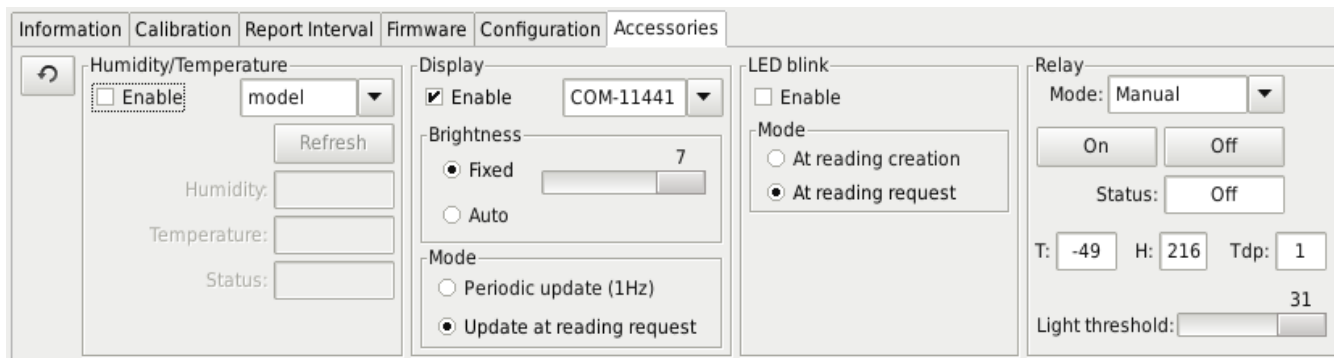 Information Calibration Report Interval Firmware Configuration Accessories
Humidity/Temperature
Enable model
Refresh
Humidity:
Temperature:
Status:
Display
Enable COM-11441
Brightness
Fixed 7
Auto
Mode
Periodic update (1Hz)
Update at reading request
LED blink
Enable
Mode
At reading creation
At reading request
Relay
Mode: Manual
On Off
Status: Off
T: -49 H: 216 Tdp: 1
31
Light threshold: